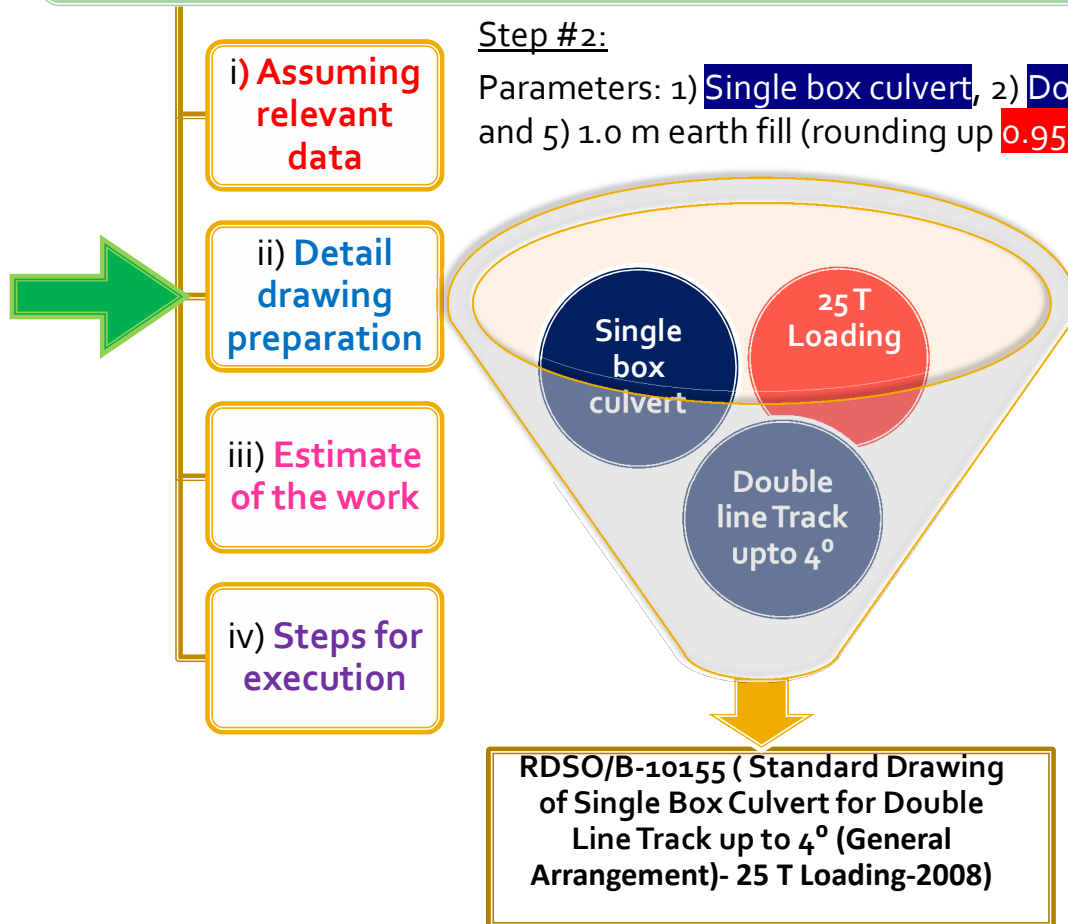 i) Assuming
relevant
data
ii) Detail
drawing
preparation
iii) Estimate
of the work
iv) Steps for
execution
Step #2:
Parameters: 1) Single box culvert, 2)
and 5) 1.0 m earth fill (rounding up 0.95
Single
box
culvert
25 T
Loading
Double
line Track
upto 4⁰
RDSO/B-10155 ( Standard Drawing
of Single Box Culvert for Double
Line Track up to 4⁰ (General
Arrangement)- 25 T Loading-2008)